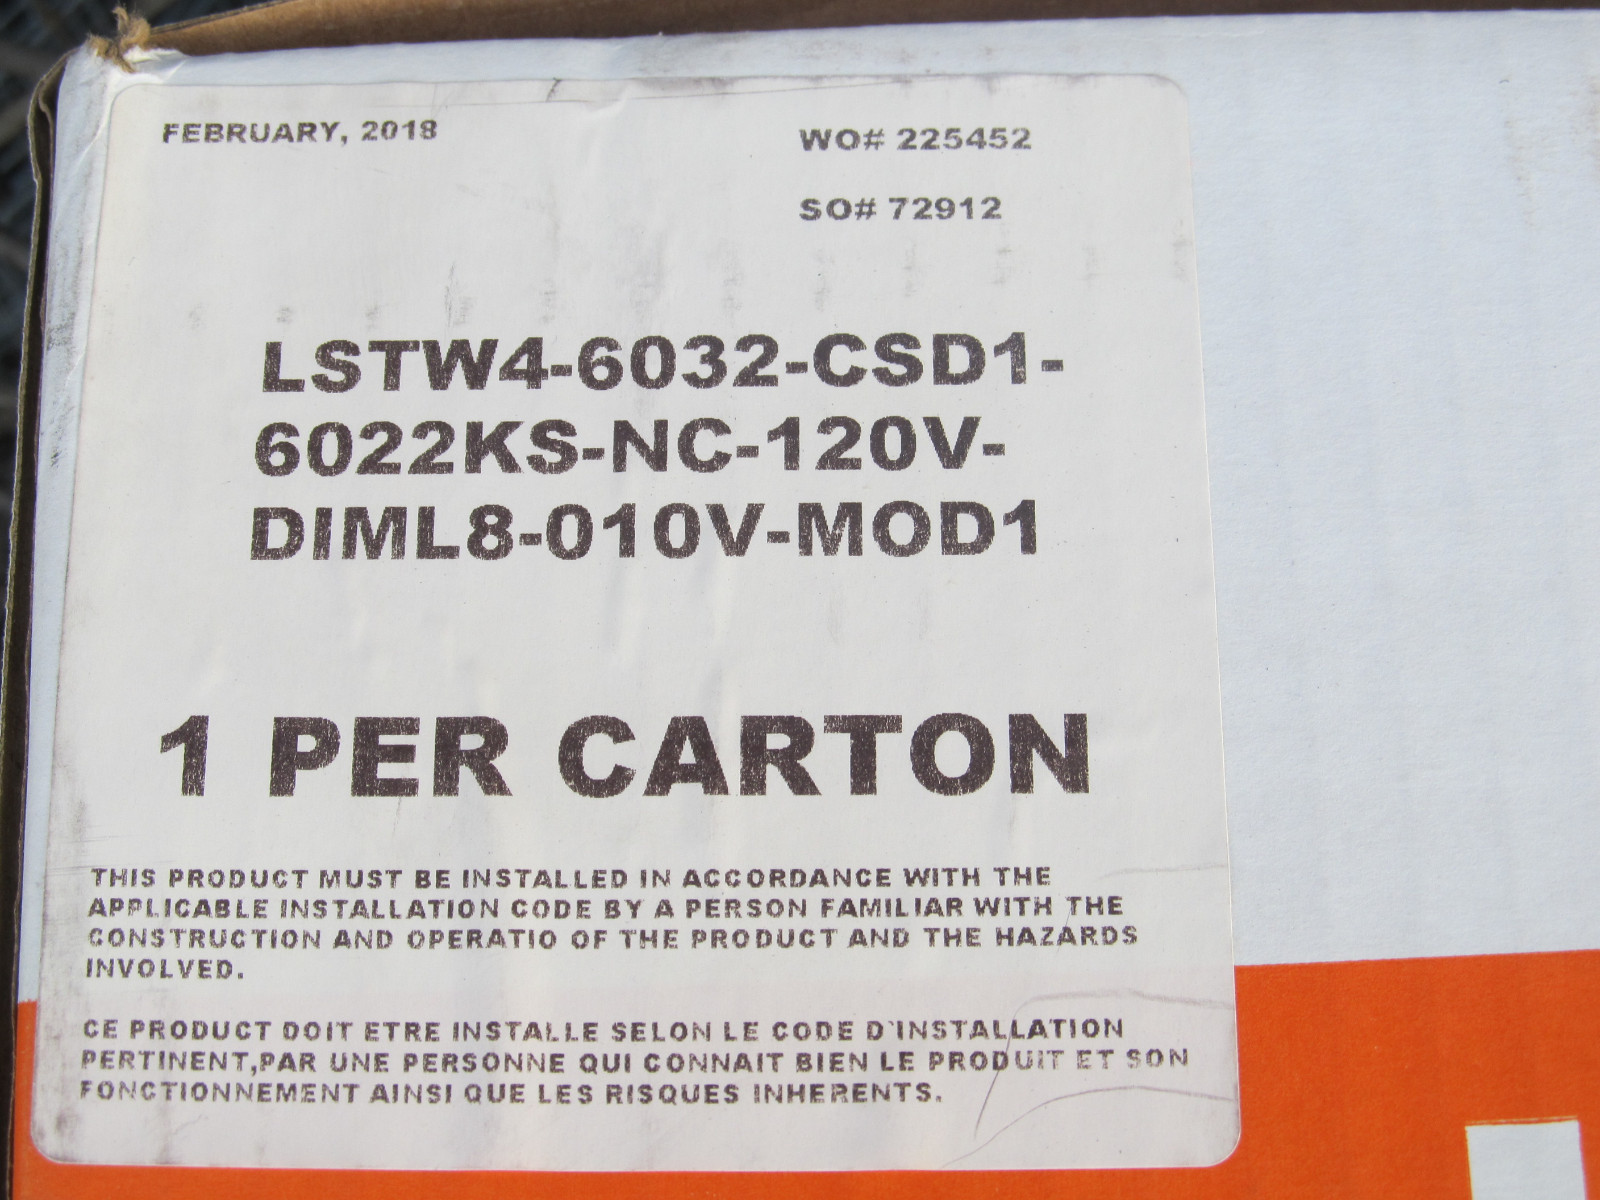 FEBRUARY, 2018
WO# 225452
SO# 72912
LSTW4-6032-CSD1-
6022KS-NC-120V-
DIML8-010V-MOD1
1 PER CARTON
THIS PRODUCT MUST BE INSTALLED IN ACCORDANCE WITH THE
APPLICABLE INSTALLATION CODE BY A PERSON FAMILIAR WITH THE
CONSTRUCTION AND OPERATIO OF THE PRODUCT AND THE HAZARDS
INVOLVED.
CE PRODUCT DOIT ETRE INSTALLE SELON LE CODE D'INSTALLATION
PERTINENT,PAR UNE PERSONNE QUI CONNAIT BIEN LE PRODUIT ET SON
FONCTIONNEMENT AINSI QUE LES RISQUES INHERENTS.